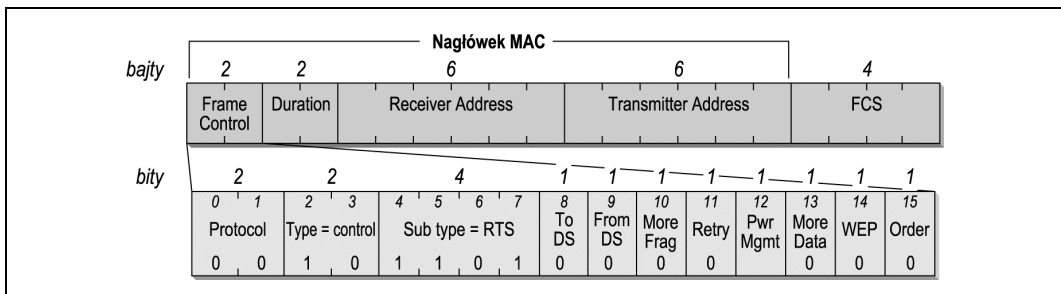 Nagłówek MAC
bajty 2 2 6 6 4
Frame Control Duration Receiver Address Transmitter Address FCS
bity 2 2 4 1 1 1 1 1 1 1 1
0 1 2 3 4 5 6 7 8 9 10 11 12 13 14 15
Protocol Type = control Sub type = RTS To DS From DS More Frag Retry Pwr Mgmt More Data WEP Order
0 0 1 0 1 1 0 1 0 0 0 0 0 0 0